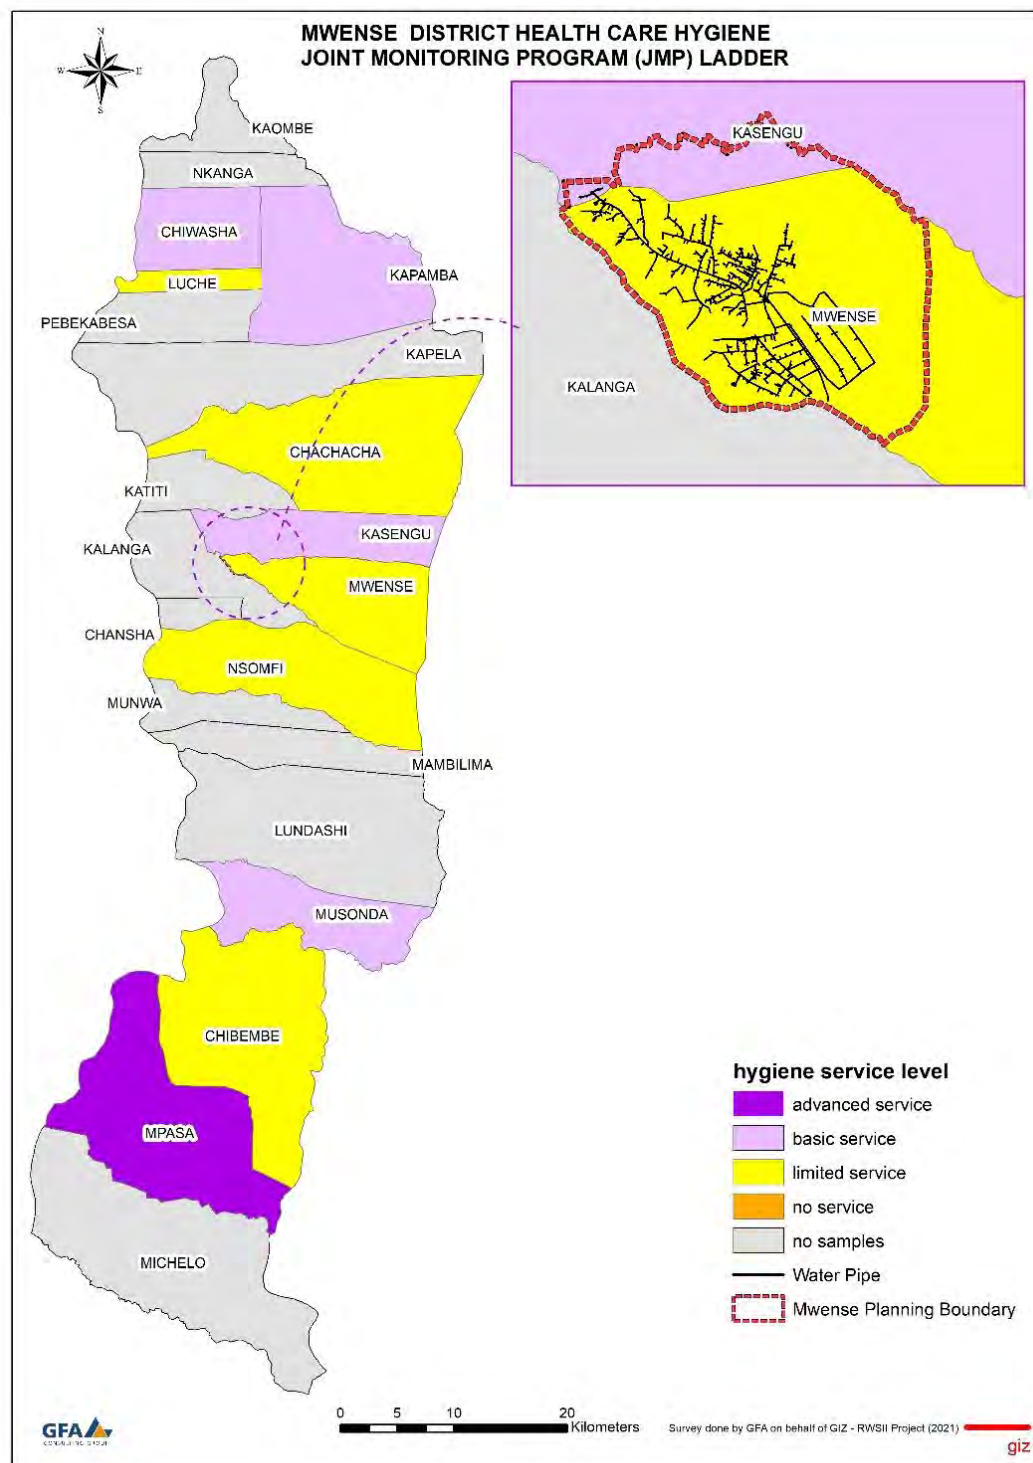 MWENSE DISTRICT HEALTH CARE HYGIENE
JOINT MONITORING PROGRAM (JMP) LADDER
N
W
E
S
KAOMBE
NKANGA
CHIWASHA
KAPAMBA
LUCHE
PEBEKABESA
KAPELA
CHACHACHA
KATITI
KASENGU
KALANGA
MWENSE
CHANSHA
NSOMFI
MUNWA
MAMBILIMA
LUNDASHI
MUSONDA
CHIBEMBE
MPASA
MICHELO
KASENGU
MWENSE
KALANGA
hygiene service level
advanced service
basic service
limited service
no service
no samples
Water Pipe
Mwense Planning Boundary
GFA
CONSULTING GROUP
0 5 10 20
Kilometers
Survey done by GFA on behalf of GIZ - RWSII Project (2021)
giz